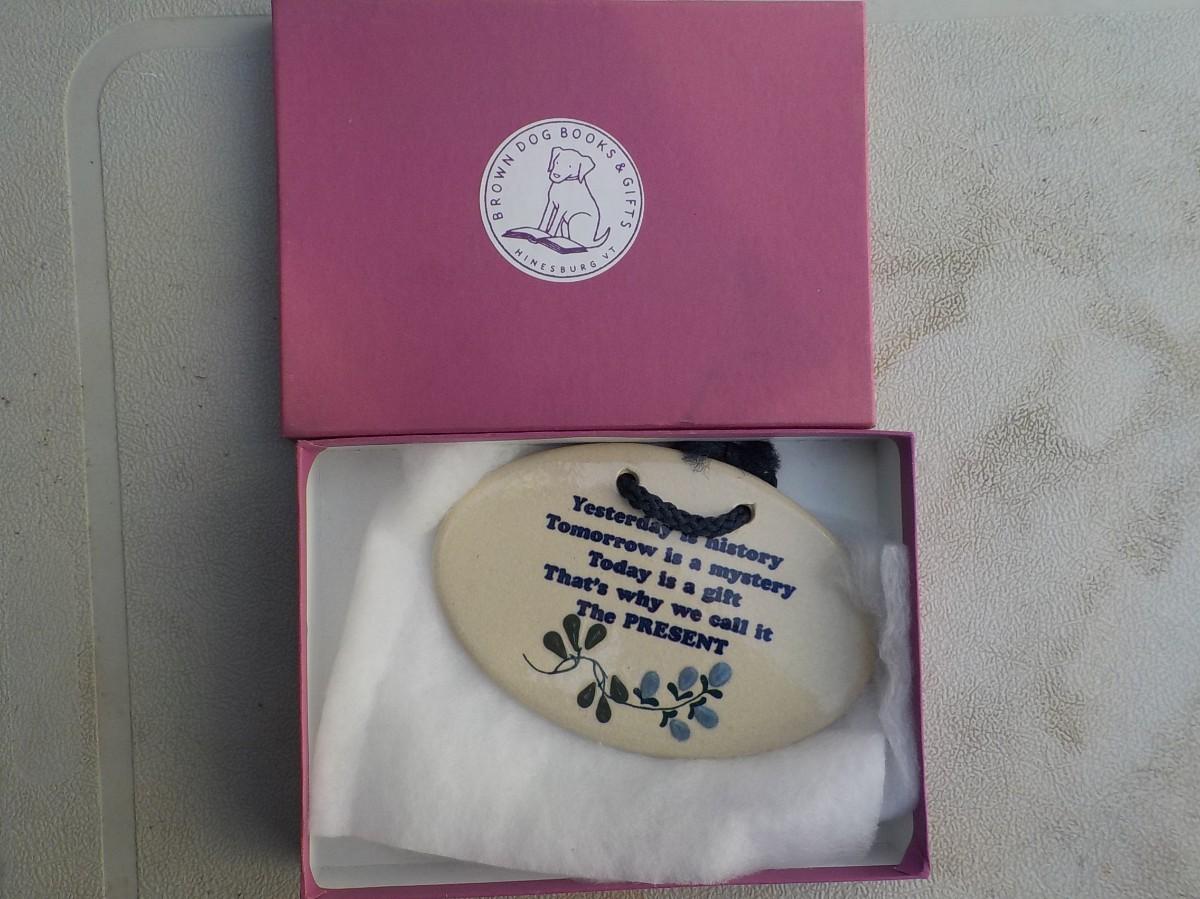 BROWN DOG BOOKS & GIFTS
HINESBURG VT
Yesterday is history
Tomorrow is a mystery
Today is a gift
That's why we call it
The PRESENT